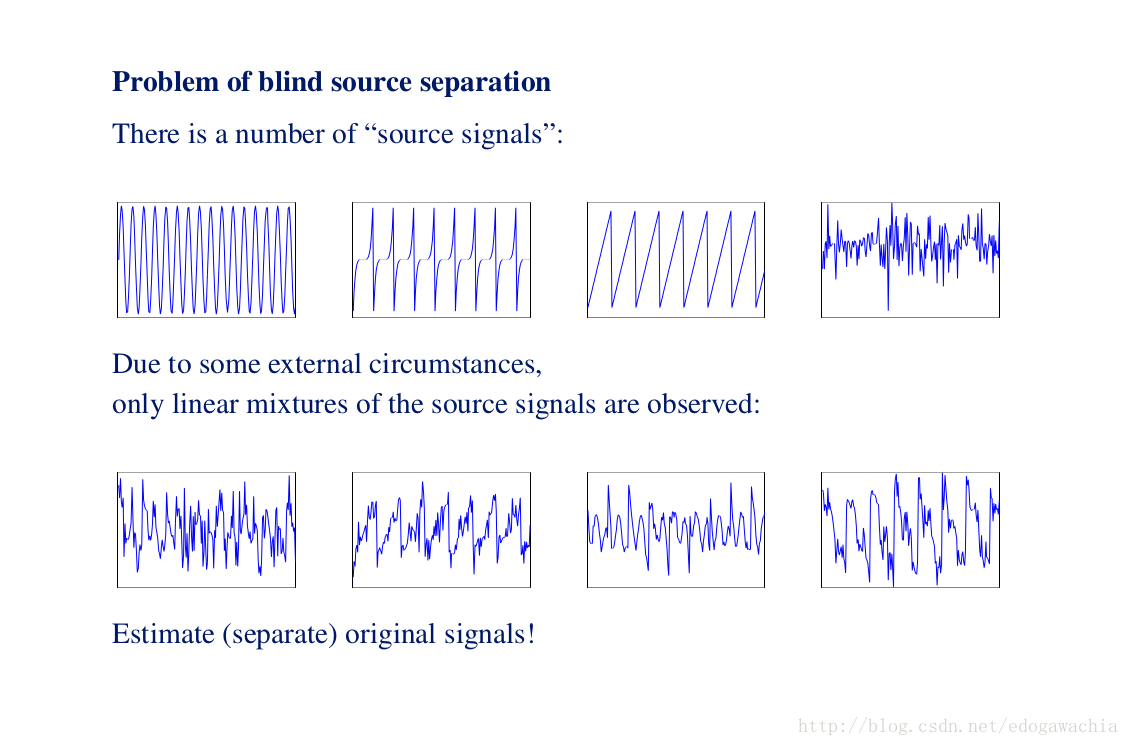 Problem of blind source separation
There is a number of “source signals”:
Due to some external circumstances,
only linear mixtures of the source signals are observed:
Estimate (separate) original signals!
http://blog.csdn.net/edogawachia